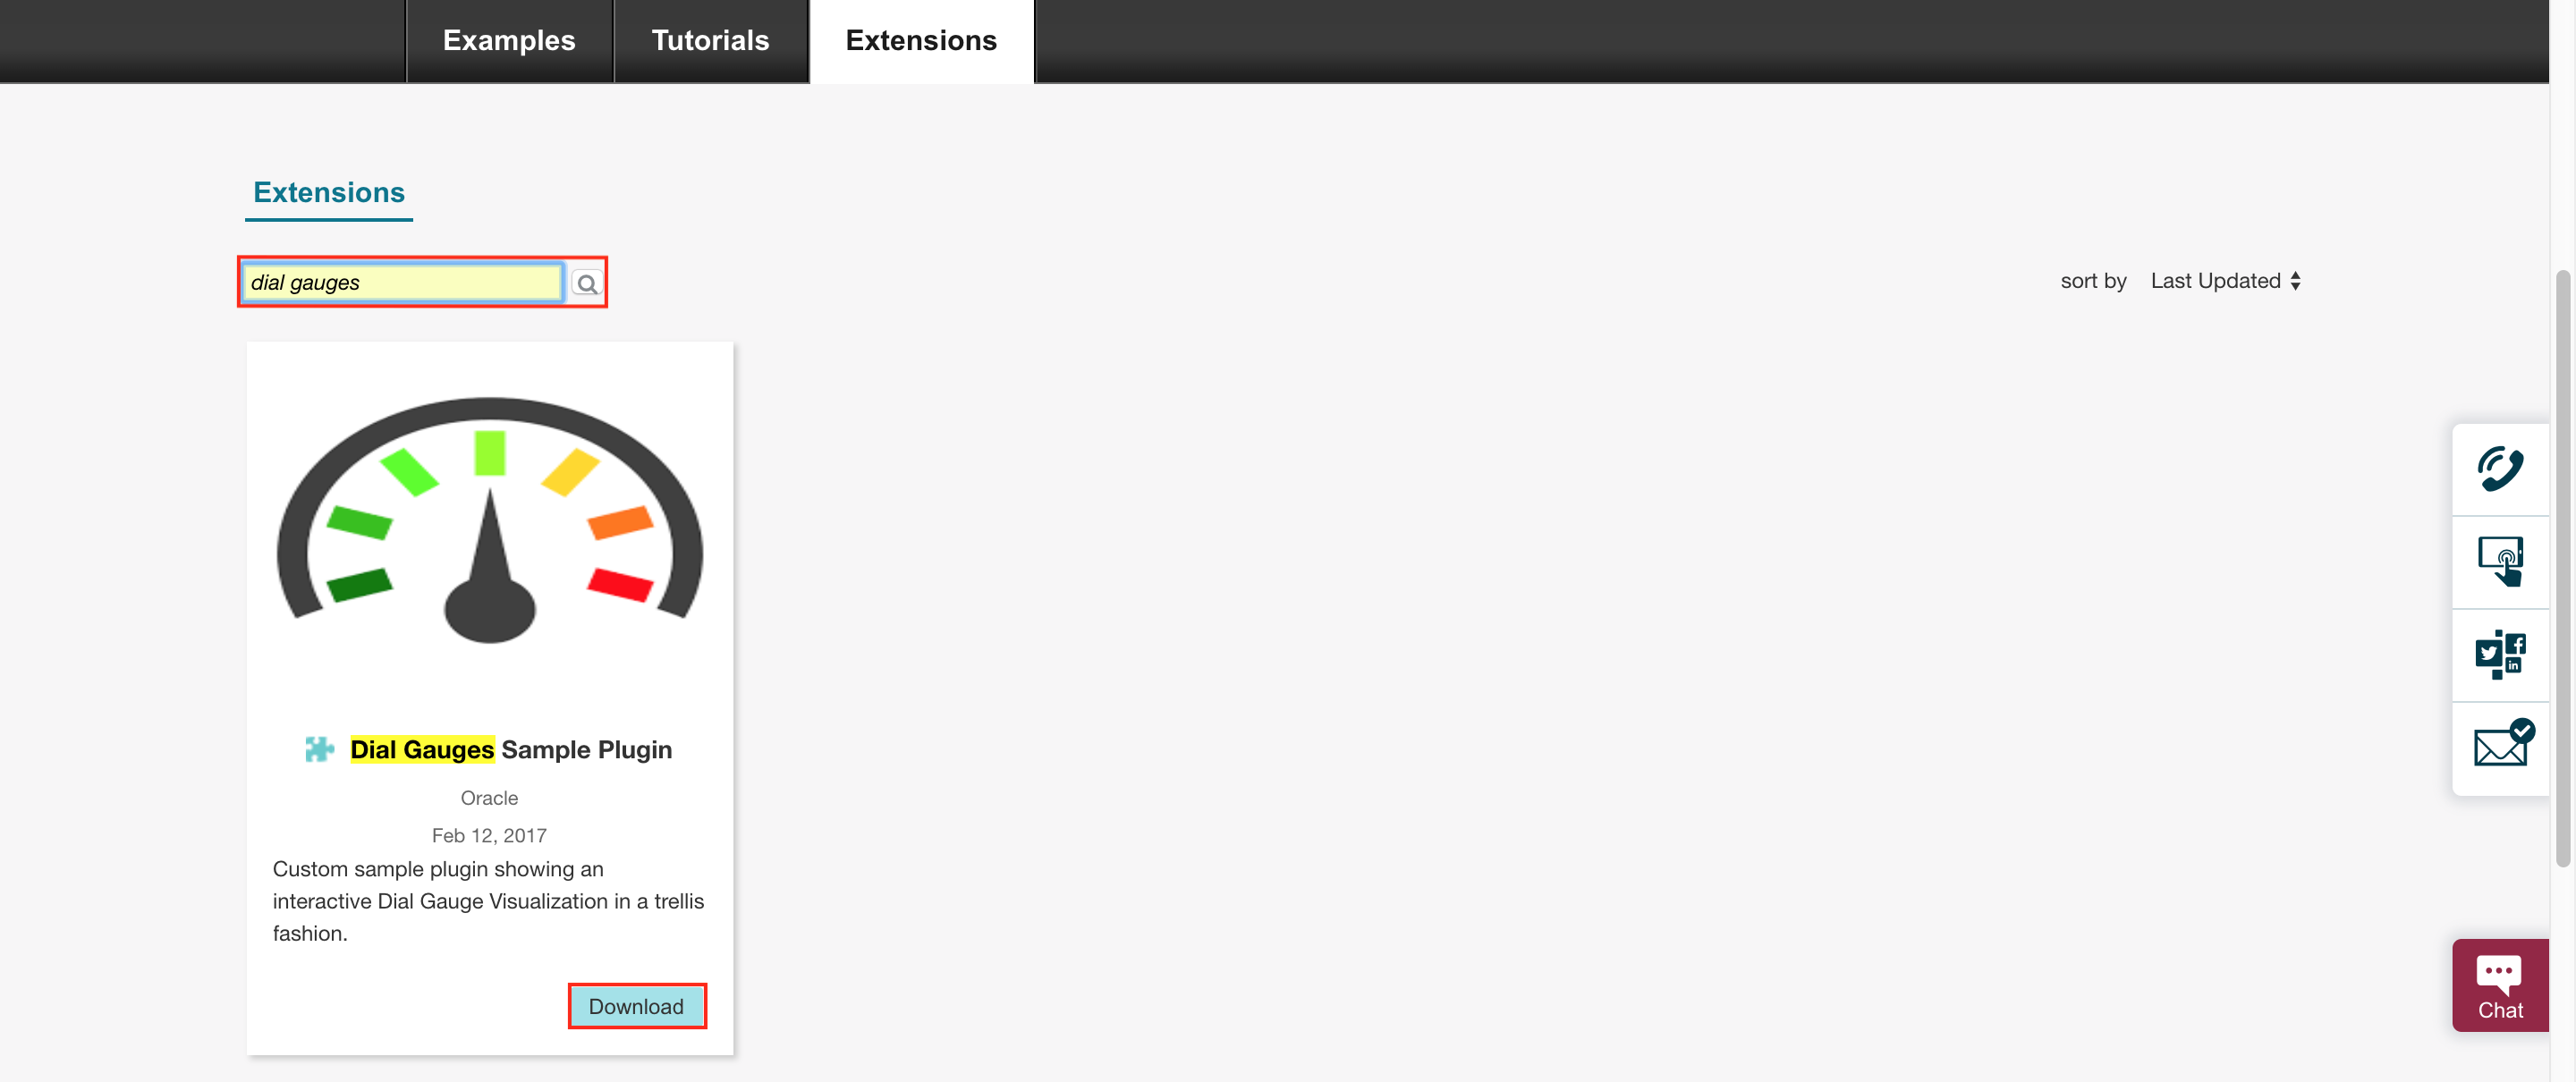 Examples
Tutorials
Extensions
Extensions
dial gauges
sort by Last Updated
Dial Gauges Sample Plugin
Oracle
Feb 12, 2017
Custom sample plugin showing an
interactive Dial Gauge Visualization in a trellis
fashion.
Download
f
in
Chat